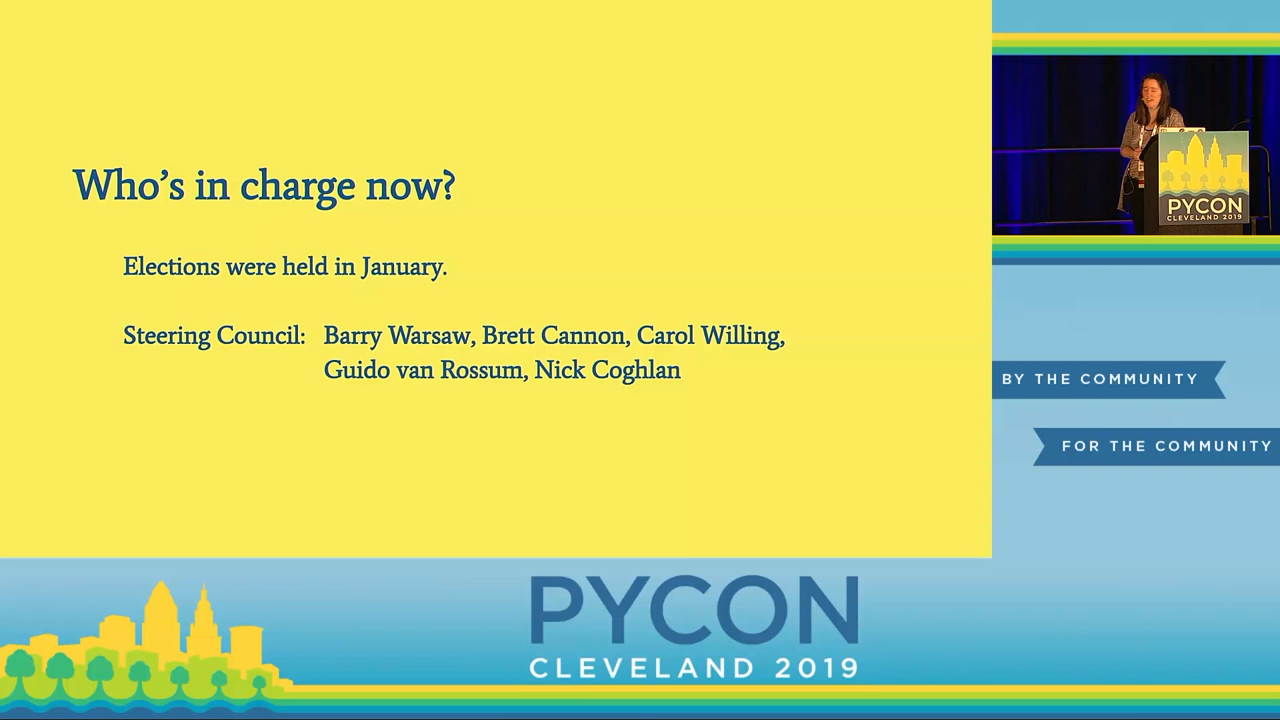 Who's in charge now?
Elections were held in January.
Steering Council: Barry Warsaw, Brett Cannon, Carol Willing,
Guido van Rossum, Nick Coghlan
PYCON
CLEVELAND 2019
BY THE COMMUNITY
FOR THE COMMUNITY
PYCON
CLEVELAND 2019